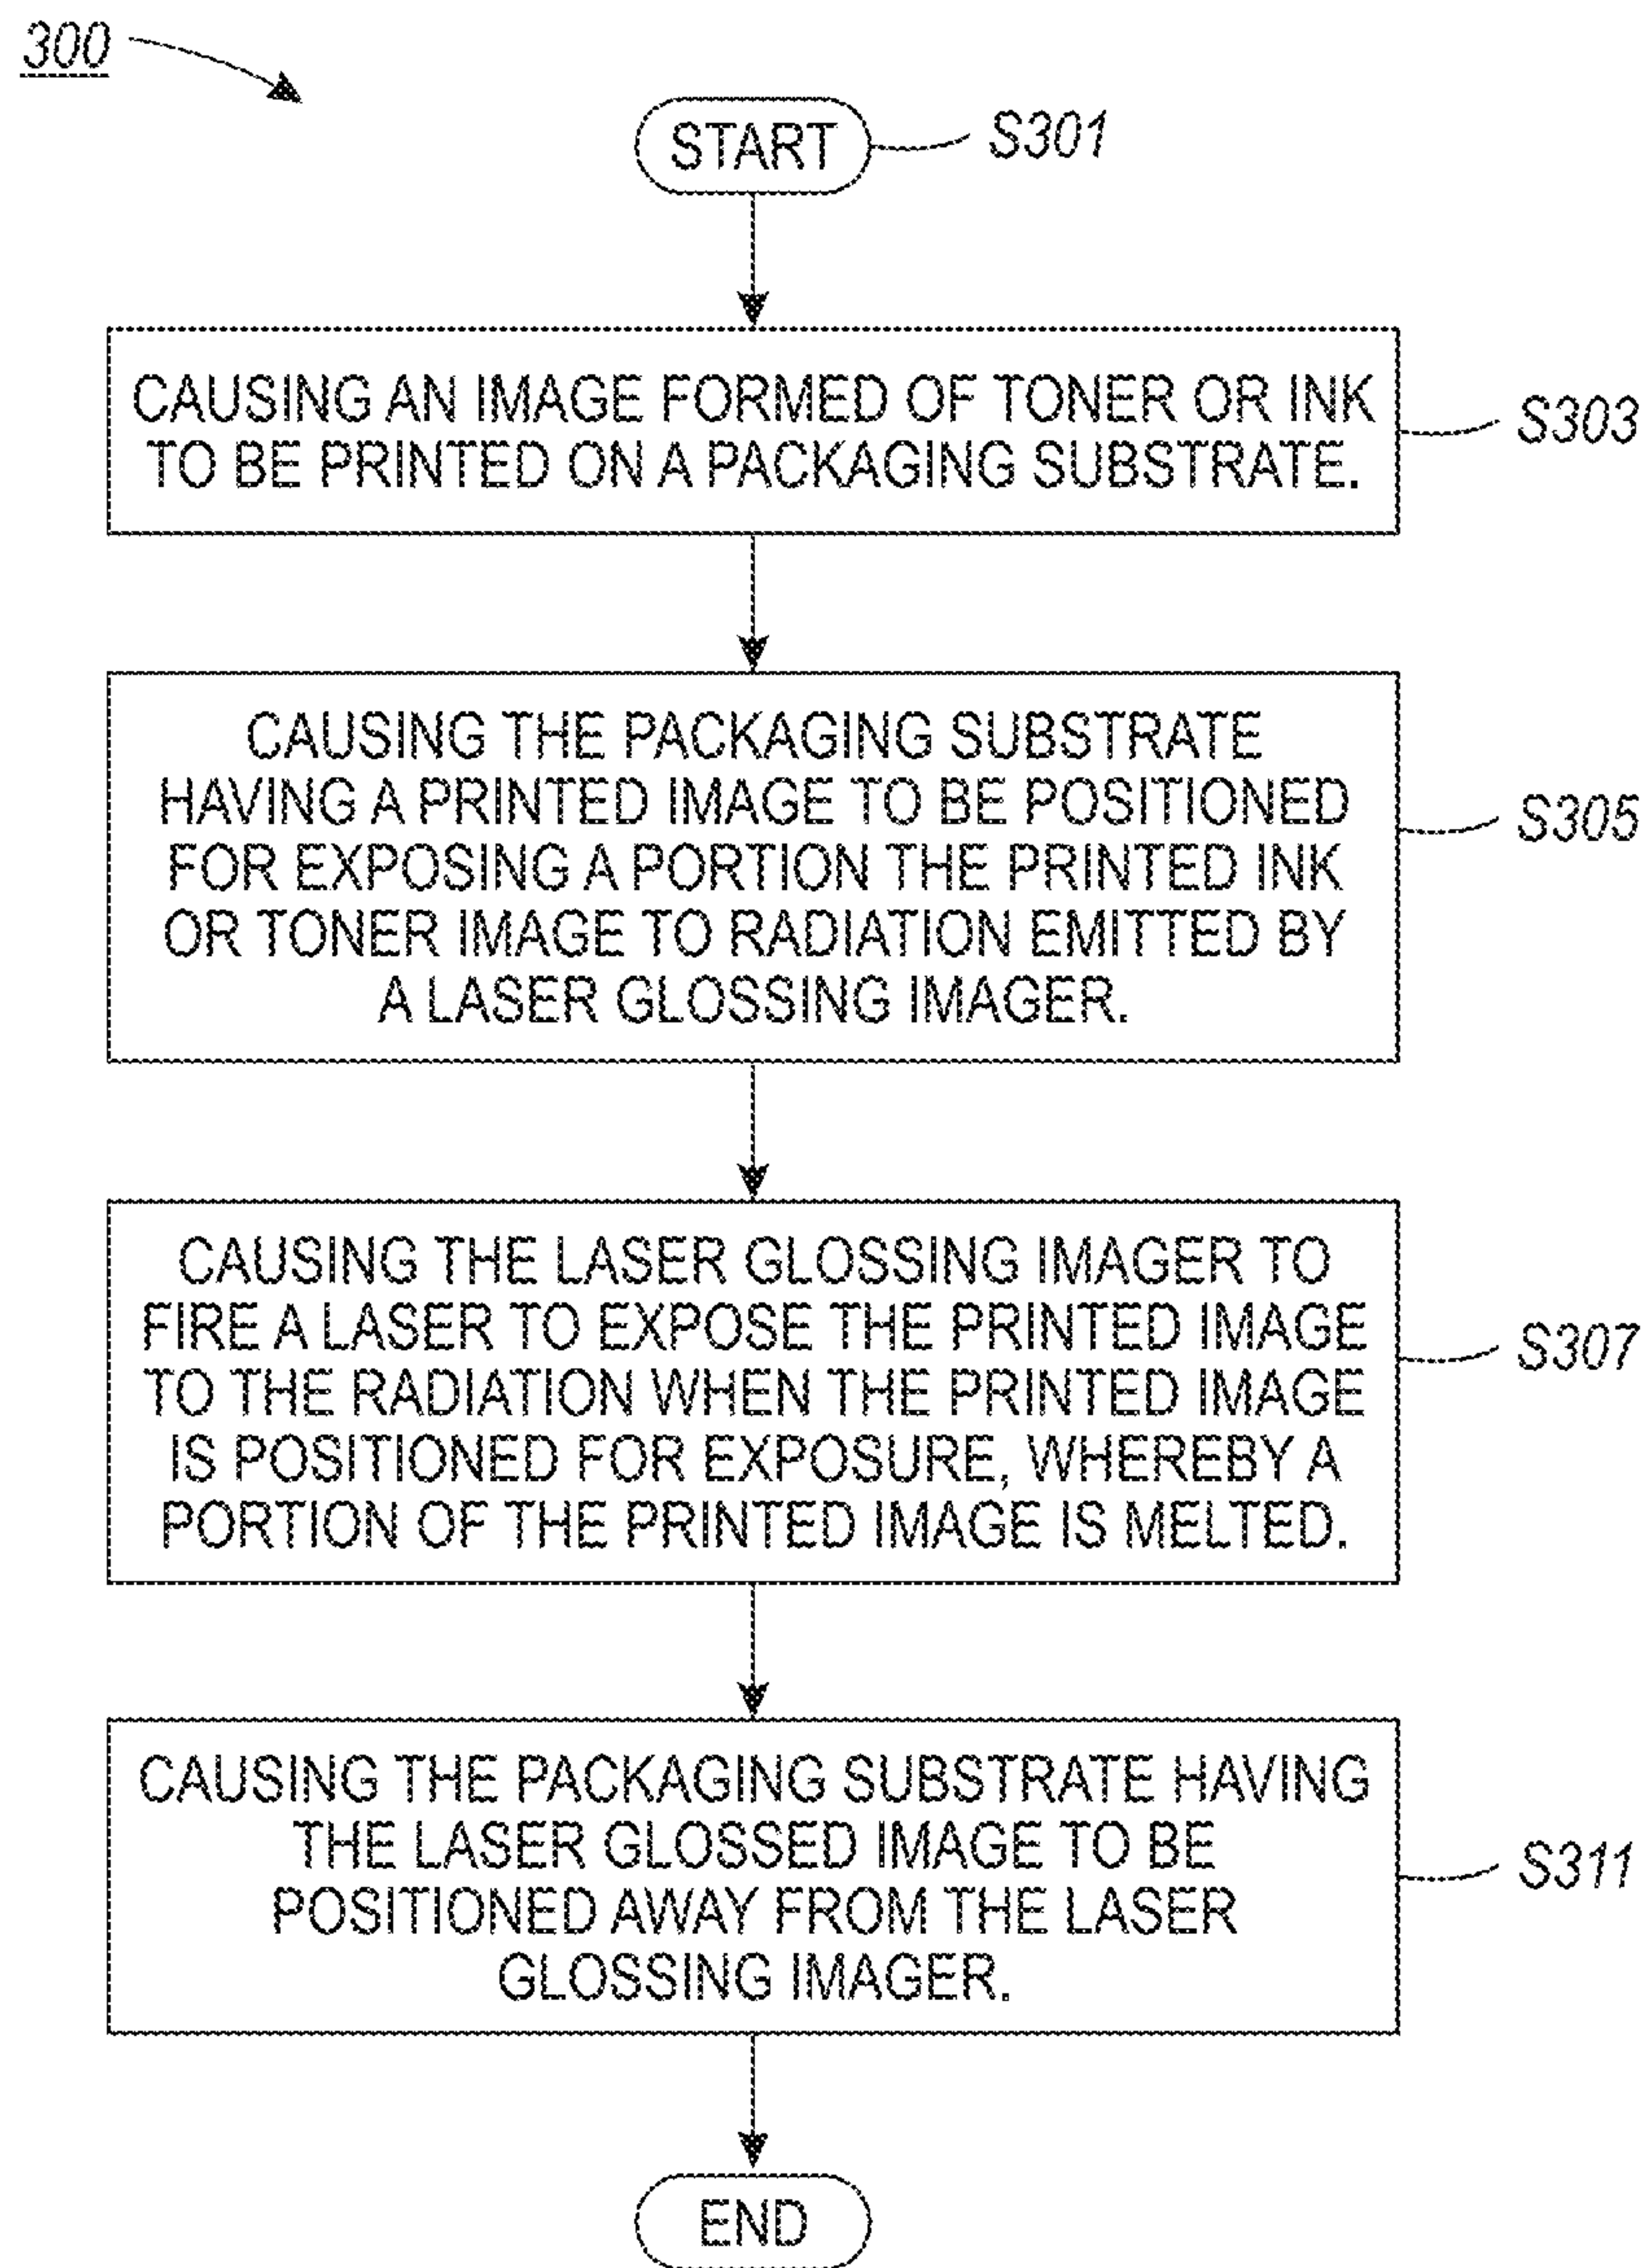 300
START
S301
CAUSING AN IMAGE FORMED OF TONER OR INK
TO BE PRINTED ON A PACKAGING SUBSTRATE.
S303
CAUSING THE PACKAGING SUBSTRATE
HAVING A PRINTED IMAGE TO BE POSITIONED
FOR EXPOSING A PORTION THE PRINTED INK
OR TONER IMAGE TO RADIATION EMITTED BY
A LASER GLOSSING IMAGER.
S305
CAUSING THE LASER GLOSSING IMAGER TO
FIRE A LASER TO EXPOSE THE PRINTED IMAGE
TO THE RADIATION WHEN THE PRINTED IMAGE
IS POSITIONED FOR EXPOSURE, WHEREBY A
PORTION OF THE PRINTED IMAGE IS MELTED.
S307
CAUSING THE PACKAGING SUBSTRATE HAVING
THE LASER GLOSSED IMAGE TO BE
POSITIONED AWAY FROM THE LASER
GLOSSING IMAGER.
S311
END